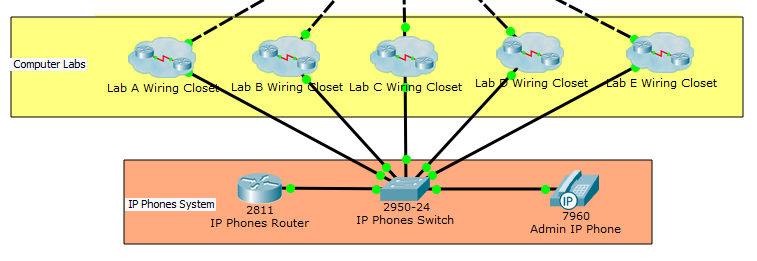 Computer Labs
Lab A Wiring Closet
Lab B Wiring Closet
Lab C Wiring Closet
Lab D Wiring Closet
Lab E Wiring Closet
IP Phones System
2811
IP Phones Router
2950-24
IP Phones Switch
IP
7960
Admin IP Phone